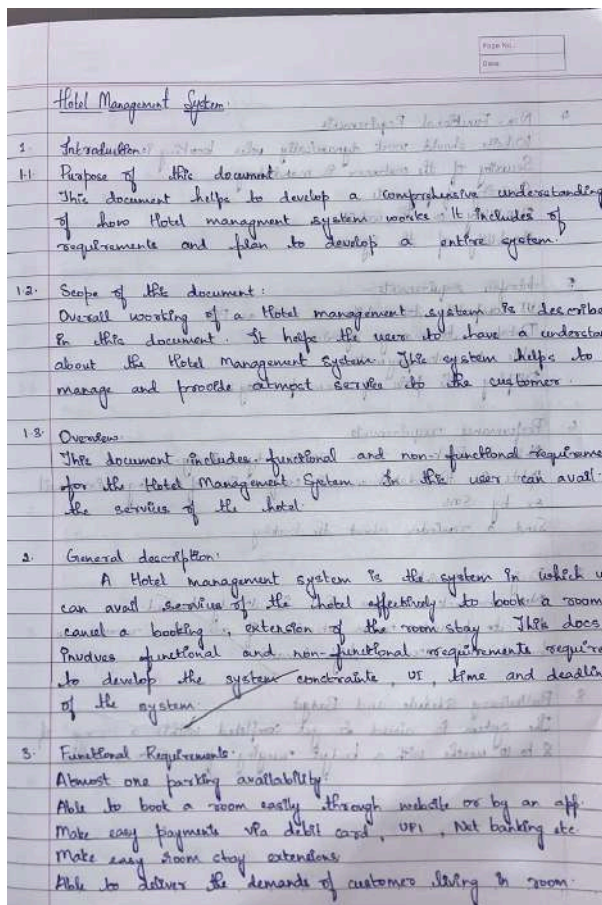 Page No.:
Date
Hotel Management System.
1. Introduction:
1.1. Purpose of this document
This document helps to develop a comprehensive understanding
of how Hotel managment system works. It includes of
requirements and plan to develop a entire system.
1.2. Scope of this document:
Overall working of a Hotel management system is describe
in this document. It helps the user to have a understa
about the Hotel Management System. This system helps to
manage and provide atmost service to the customer.
1.3. Overview.
This document includes functional and non-functional requireme
for the Hotel Management System. In this user can avail
the services of the hotel.
2. General description.
A Hotel management system is the system in which u
can avail services of the hotel effectively to book a room
cancel a booking, extension of the room stay. This docs
involves functional and non-functional requirements require
to develop the system constraints, UI, time and deadlin
of the system.
3. Functional Requirements.
Atmost one parking availability.
Able to book a room easily through website or by an app.
Make easy payments via debit card, UPI, Net banking etc.
Make easy room stay extensions
Able to deliver the demands of customer living in room.